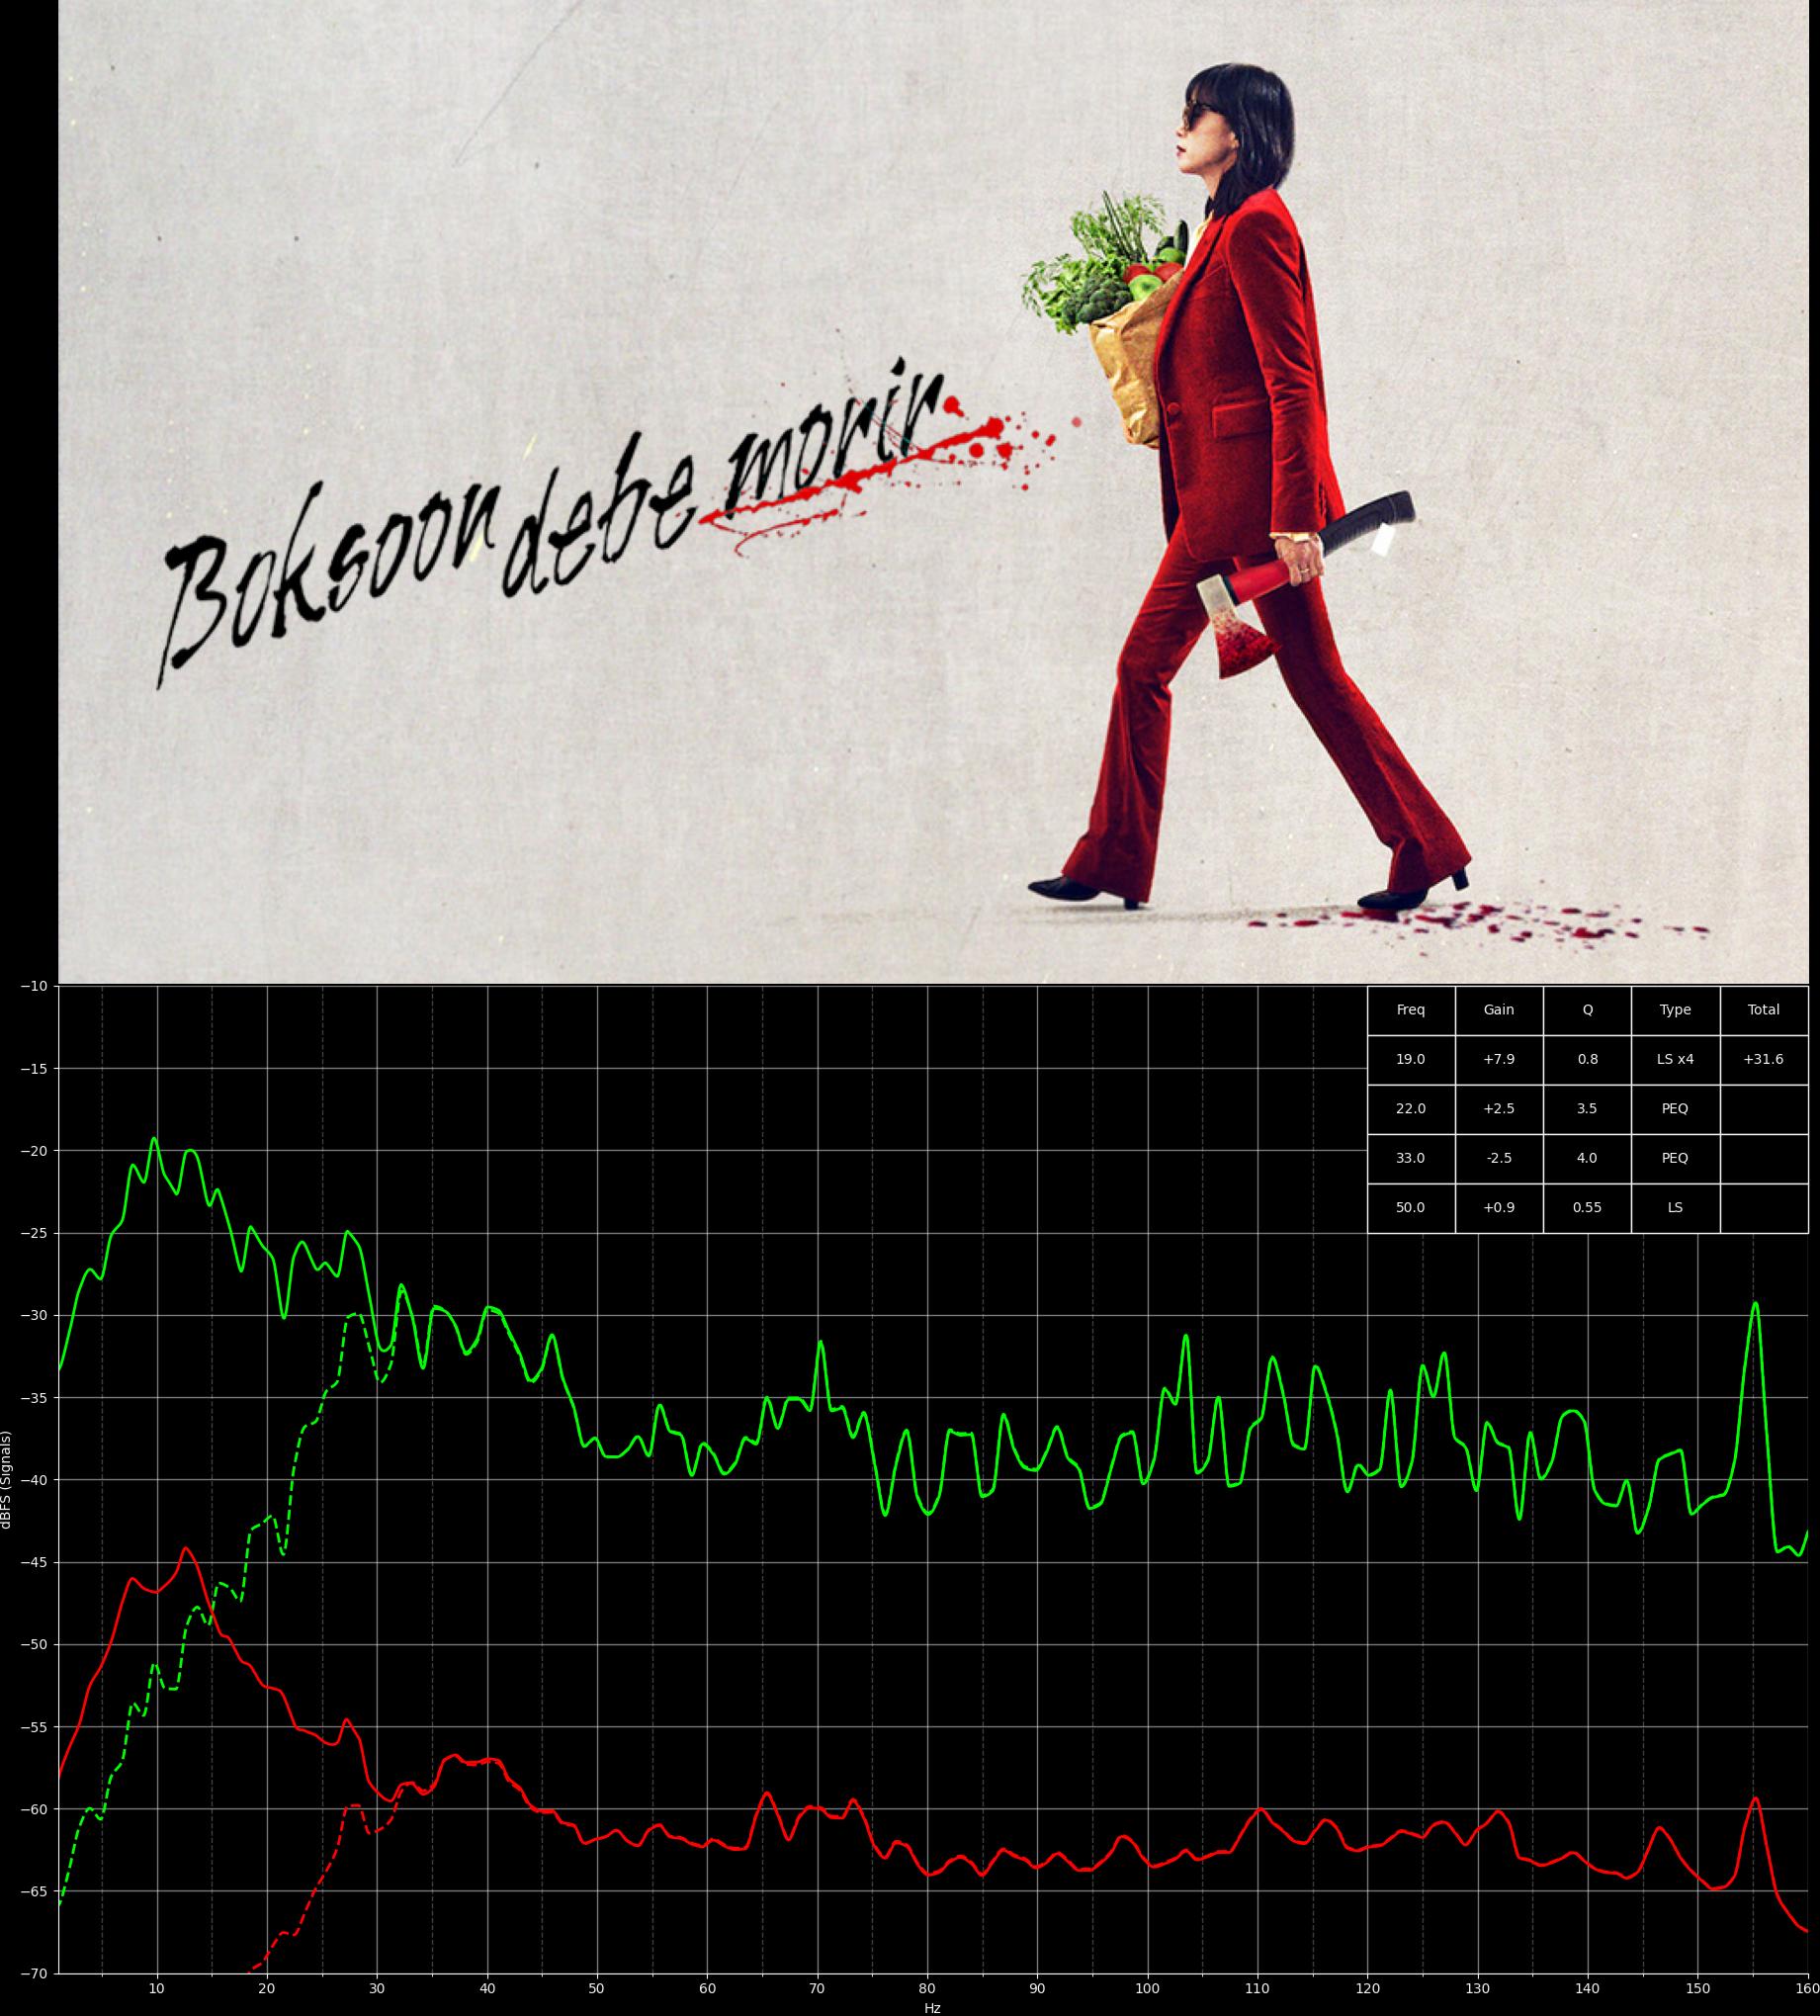 Boksoon debe morir
−10
Freq Gain Q Type Total
19.0 +7.9 0.8 LS x4 +31.6
22.0 +2.5 3.5 PEQ
33.0 -2.5 4.0 PEQ
50.0 +0.9 0.55 LS
−15
−20
−25
−30
−35
−40
−45
−50
−55
−60
−65
−70
dBFS (Signals)
10 20 30 40 50 60 70 80 90 100 110 120 130 140 150 160
Hz